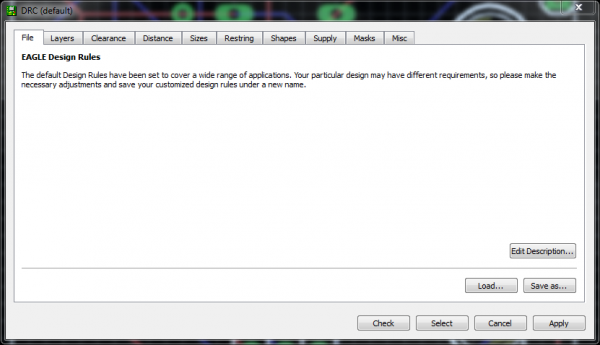 DRC (default)
File Layers Clearance Distance Sizes Restring Shapes Supply Masks Misc
EAGLE Design Rules
The default Design Rules have been set to cover a wide range of applications. Your particular design may have different requirements, so please make the
necessary adjustments and save your customized design rules under a new name.
Edit Description...
Load... Save as...
Check Select Cancel Apply